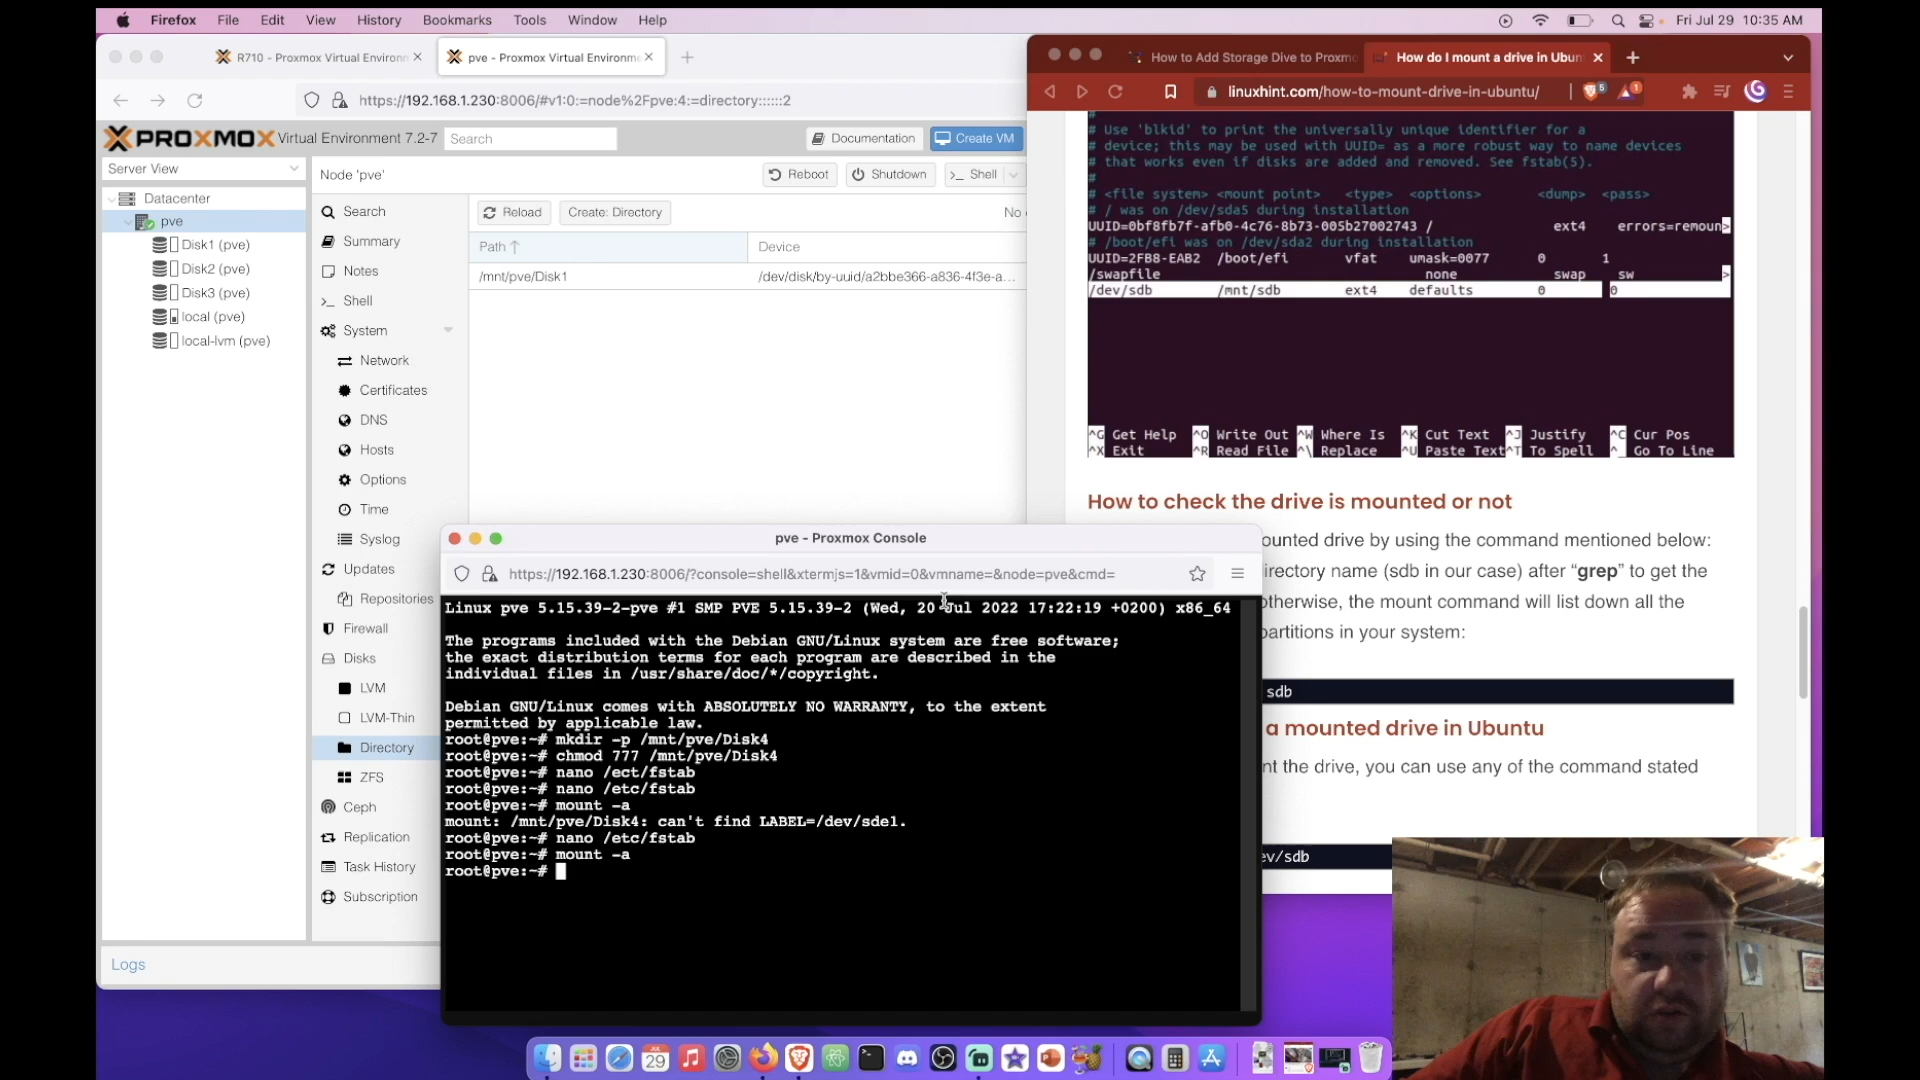 Firefox File Edit View History Bookmarks Tools Window Help
Fri Jul 29 10:35 AM
R710 - Proxmox Virtual Environ
pve - Proxmox Virtual Environme
https://192.168.1.230:8006/#v1:0:=node%2Fpve:4:=directory::::::2
PROXMOX Virtual Environment 7.2-7
Search
Documentation
Create VM
Server View
Datacenter
pve
Disk1 (pve)
Disk2 (pve)
Disk3 (pve)
local (pve)
local-lvm (pve)
Logs
Node 'pve'
Reboot
Shutdown
>_ Shell
Search
Summary
Notes
>_ Shell
System
Network
Certificates
DNS
Hosts
Options
Time
Syslog
Updates
Repositories
Firewall
Disks
LVM
LVM-Thin
Directory
ZFS
Ceph
Replication
Task History
Subscription
Reload
Create: Directory
No
Path
Device
/mnt/pve/Disk1
/dev/disk/by-uuid/a2bbe366-a836-4f3e-a...
How to Add Storage Dive to Proxmo
How do I mount a drive in Ubun
linuxhint.com/how-to-mount-drive-in-ubuntu/
5
1
#
# Use 'blkid' to print the universally unique identifier for a
# device; this may be used with UUID= as a more robust way to name devices
# that works even if disks are added and removed. See fstab(5).
#
# <file system> <mount point> <type> <options> <dump> <pass>
# / was on /dev/sda5 during installation
UUID=0bf8fb7f-afb0-4c76-8b73-005b27002743 / ext4 errors=remoun>
# /boot/efi was on /dev/sda2 during installation
UUID=2FB8-EAB2 /boot/efi vfat umask=0077 0 1
/swapfile none swap sw >
/dev/sdb /mnt/sdb ext4 defaults 0 0
^G Get Help ^O Write Out ^W Where Is ^K Cut Text ^J Justify ^C Cur Pos
^X Exit ^R Read File ^\ Replace ^U Paste Text ^T To Spell ^_ Go To Line
How to check the drive is mounted or not
ounted drive by using the command mentioned below:
irectory name (sdb in our case) after “grep” to get the
otherwise, the mount command will list down all the
partitions in your system:
sdb
a mounted drive in Ubuntu
nt the drive, you can use any of the command stated
ev/sdb
pve - Proxmox Console
https://192.168.1.230:8006/?console=shell&xtermjs=1&vmid=0&vmname=&node=pve&cmd=
Linux pve 5.15.39-2-pve #1 SMP PVE 5.15.39-2 (Wed, 20 Jul 2022 17:22:19 +0200) x86_64
The programs included with the Debian GNU/Linux system are free software;
the exact distribution terms for each program are described in the
individual files in /usr/share/doc/*/copyright.
Debian GNU/Linux comes with ABSOLUTELY NO WARRANTY, to the extent
permitted by applicable law.
root@pve:~# mkdir -p /mnt/pve/Disk4
root@pve:~# chmod 777 /mnt/pve/Disk4
root@pve:~# nano /ect/fstab
root@pve:~# nano /etc/fstab
root@pve:~# mount -a
mount: /mnt/pve/Disk4: can't find LABEL=/dev/sde1.
root@pve:~# nano /etc/fstab
root@pve:~# mount -a
root@pve:~#
JUL
29